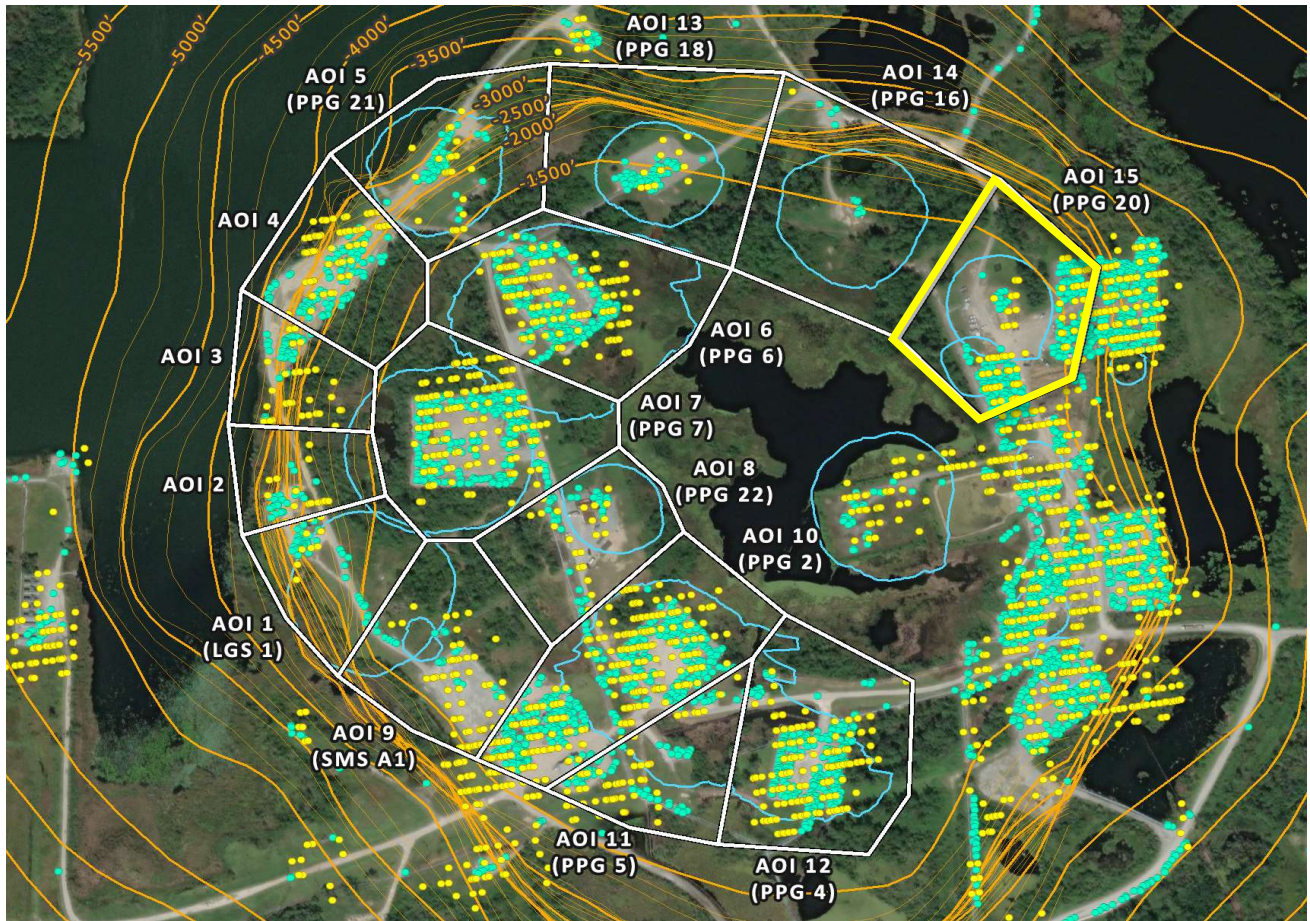 -5500'
-5000'
-4500'
-4000'
-3500'
-3000'
-2500'
-2000'
-1500'
AOI 13
(PPG 18)
AOI 5
(PPG 21)
AOI 14
(PPG 16)
AOI 15
(PPG 20)
AOI 4
AOI 3
AOI 6
(PPG 6)
AOI 7
(PPG 7)
AOI 2
AOI 8
(PPG 22)
AOI 10
(PPG 2)
AOI 1
(LGS 1)
AOI 9
(SMS A1)
AOI 11
(PPG 5)
AOI 12
(PPG 4)